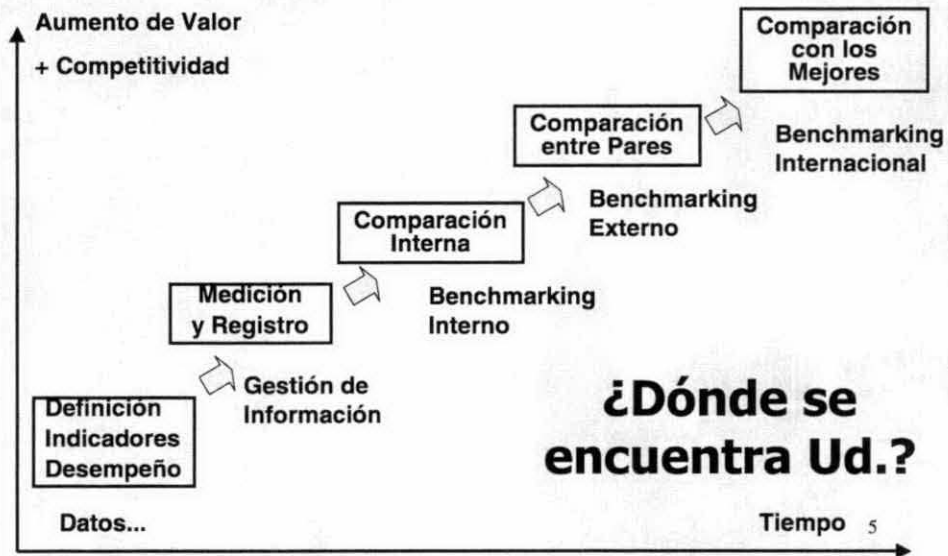 Aumento de Valor
+ Competitividad
Comparación
con los
Mejores
Comparación
entre Pares
Benchmarking
Internacional
Comparación
Interna
Benchmarking
Externo
Medición
y Registro
Benchmarking
Interno
Definición
Indicadores
Desempeño
Gestión de
Información
¿Dónde se
encuentra Ud.?
Datos...
Tiempo 5